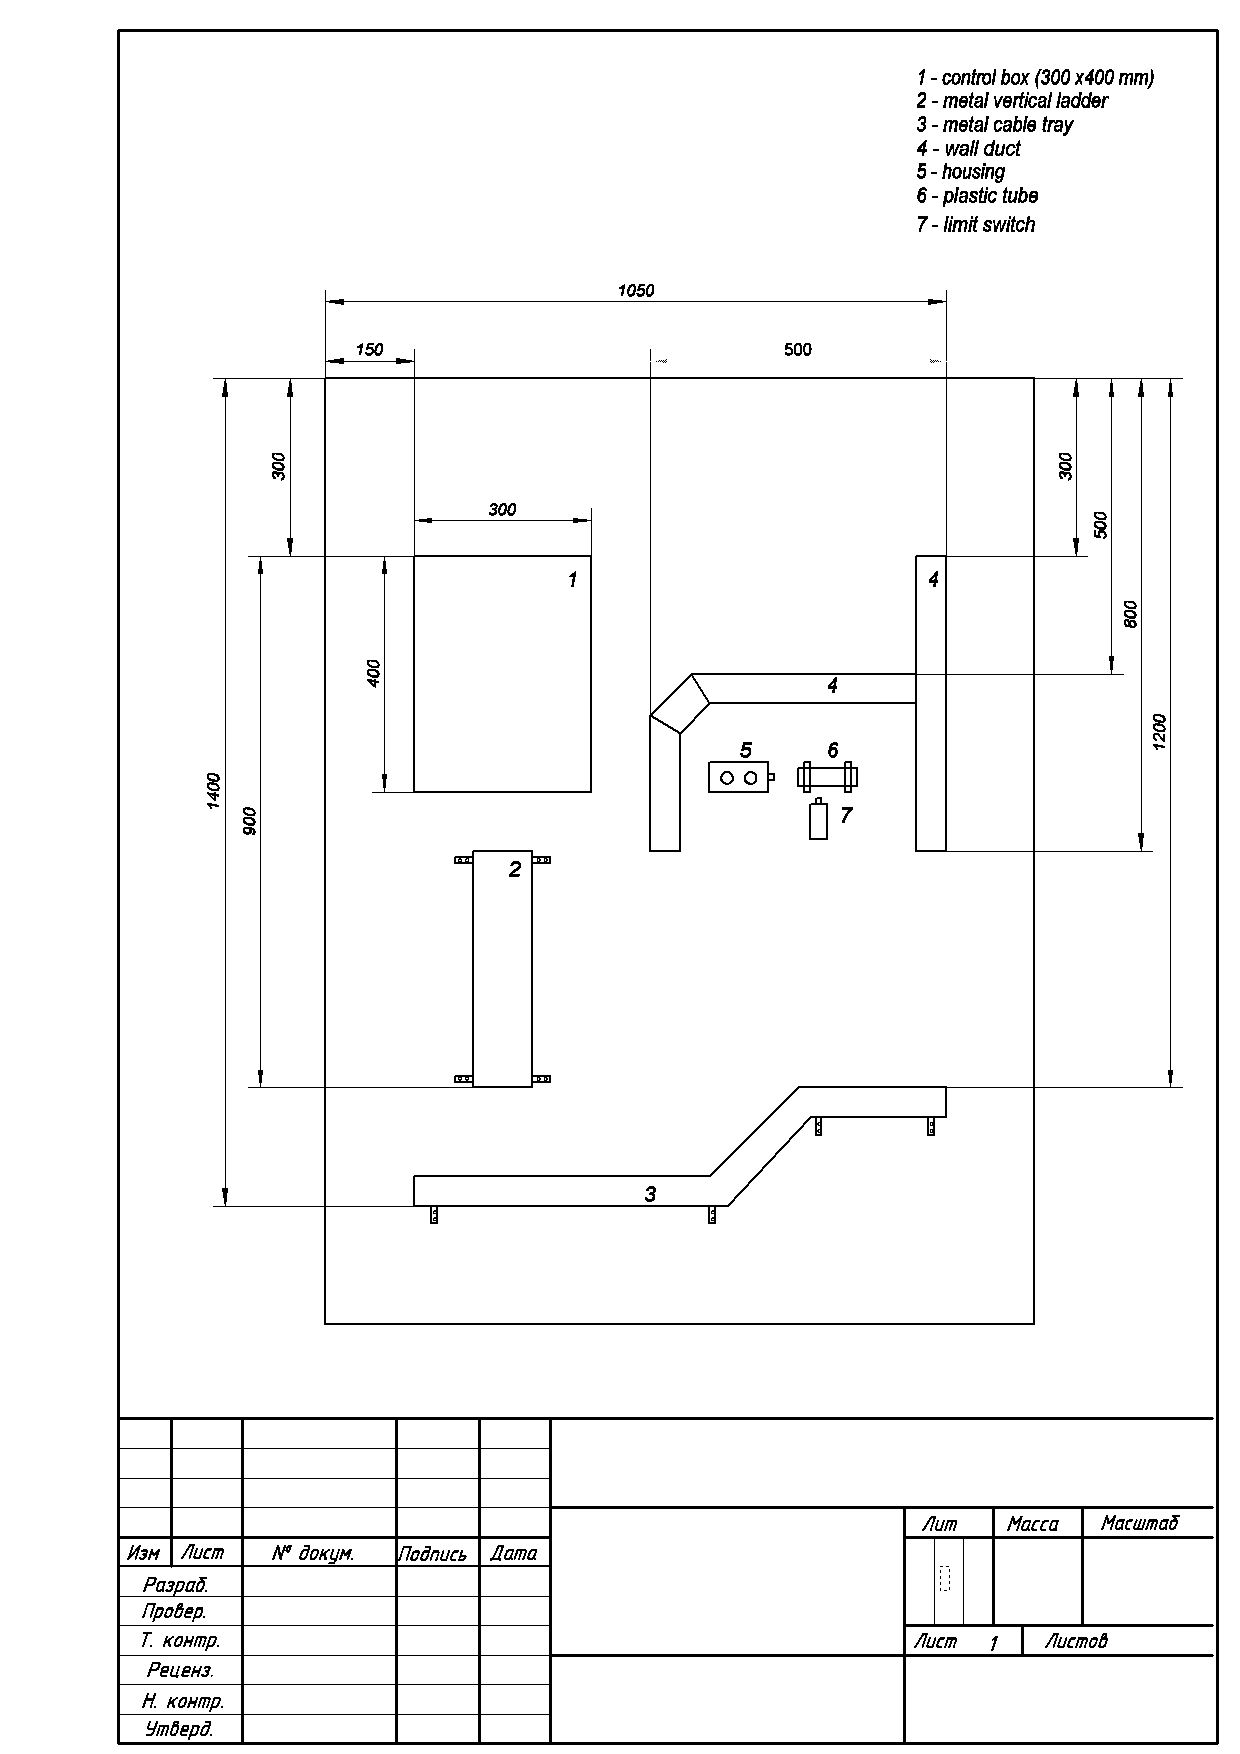 1 - control box (300 x400 mm)
2 - metal vertical ladder
3 - metal cable tray
4 - wall duct
5 - housing
6 - plastic tube
7 - limit switch
1050
150
500
300
300
500
800
1200
300
400
900
1400
1
4
4
5
6
7
2
3
Лит
Масса
Масштаб
Изм
Лист
№ докум.
Подпись
Дата
Разраб.
Провер.
Т. контр.
Лист 1
Листов
Реценз.
Н. контр.
Утверд.